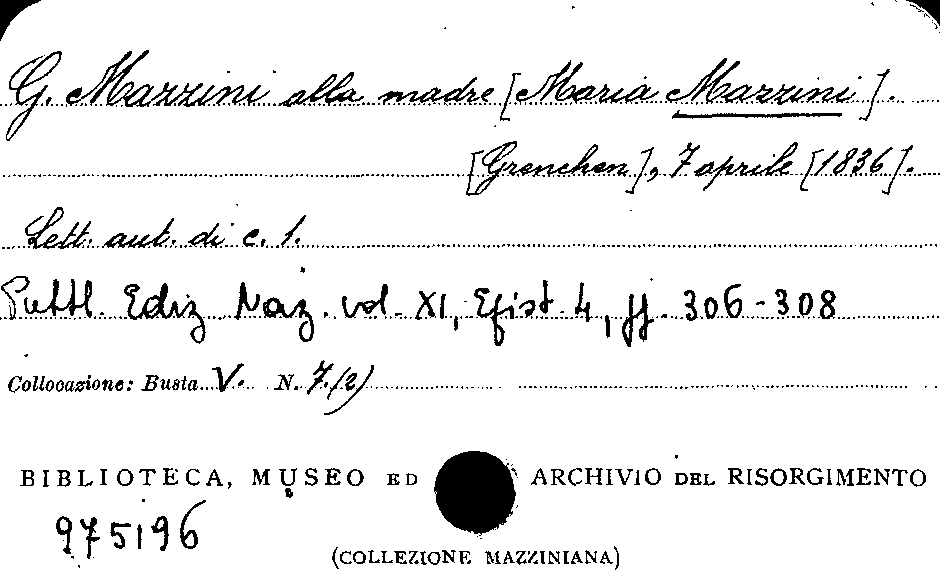 G. Mazzini alla madre [Maria Mazzini].
[Grenchen], 7 aprile [1836].
Lett. aut. di c. 1.
Pubbl. Ediz Naz. vol. XI, Epist 4, pp. 306-308
Collocazione: Busta V. N. 7.(2)
BIBLIOTECA, MUSEO ED ARCHIVIO DEL RISORGIMENTO
975196
(COLLEZIONE MAZZINIANA)